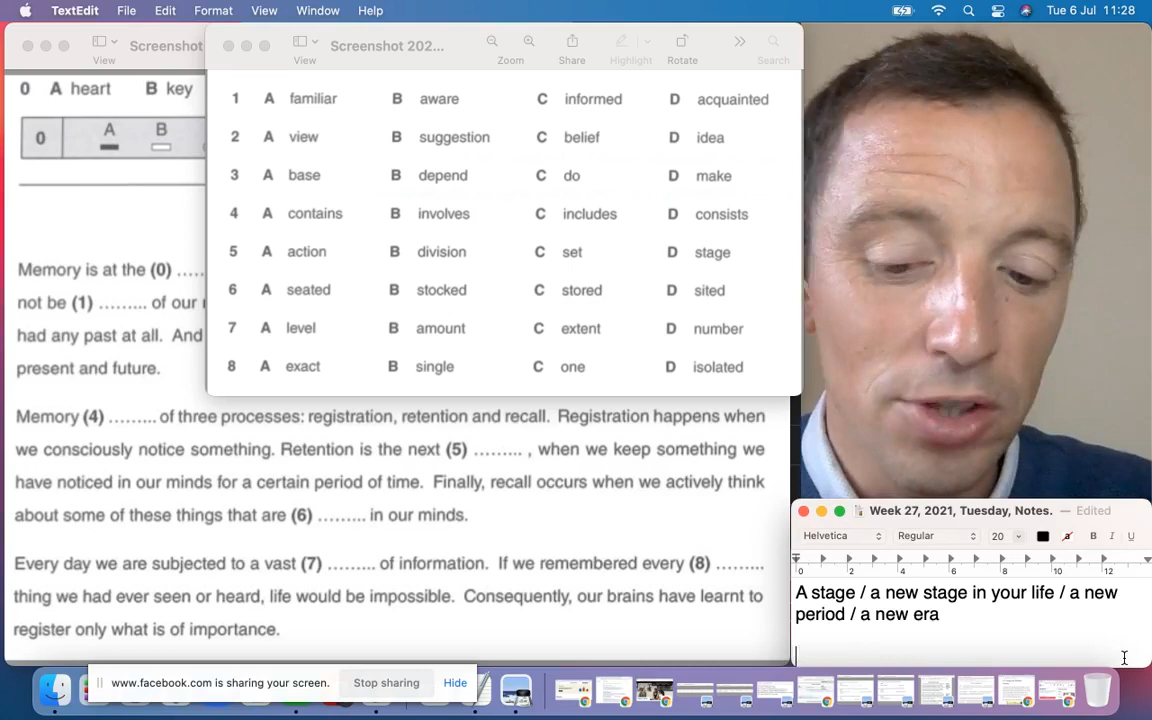 TextEdit File Edit Format View Window Help Tue 6 Jul 11:28
Screenshot
View
Screenshot 202...
View Zoom Share Highlight Rotate Search
0 A heart B key
0 A B
1 A familiar B aware C informed D acquainted
2 A view B suggestion C belief D idea
3 A base B depend C do D make
4 A contains B involves C includes D consists
5 A action B division C set D stage
6 A seated B stocked C stored D sited
7 A level B amount C extent D number
8 A exact B single C one D isolated
Memory is at the (0) .....
not be (1) ......... of our
had any past at all. And
present and future.
Memory (4) ......... of three processes: registration, retention and recall. Registration happens when
we consciously notice something. Retention is the next (5) ......... , when we keep something we
have noticed in our minds for a certain period of time. Finally, recall occurs when we actively think
about some of these things that are (6) ......... in our minds.
Every day we are subjected to a vast (7) ......... of information. If we remembered every (8) .........
thing we had ever seen or heard, life would be impossible. Consequently, our brains have learnt to
register only what is of importance.
Week 27, 2021, Tuesday, Notes. — Edited
Helvetica Regular 20 a B I U
0 2 4 6 8 10 12
A stage / a new stage in your life / a new
period / a new era
www.facebook.com is sharing your screen. Stop sharing Hide